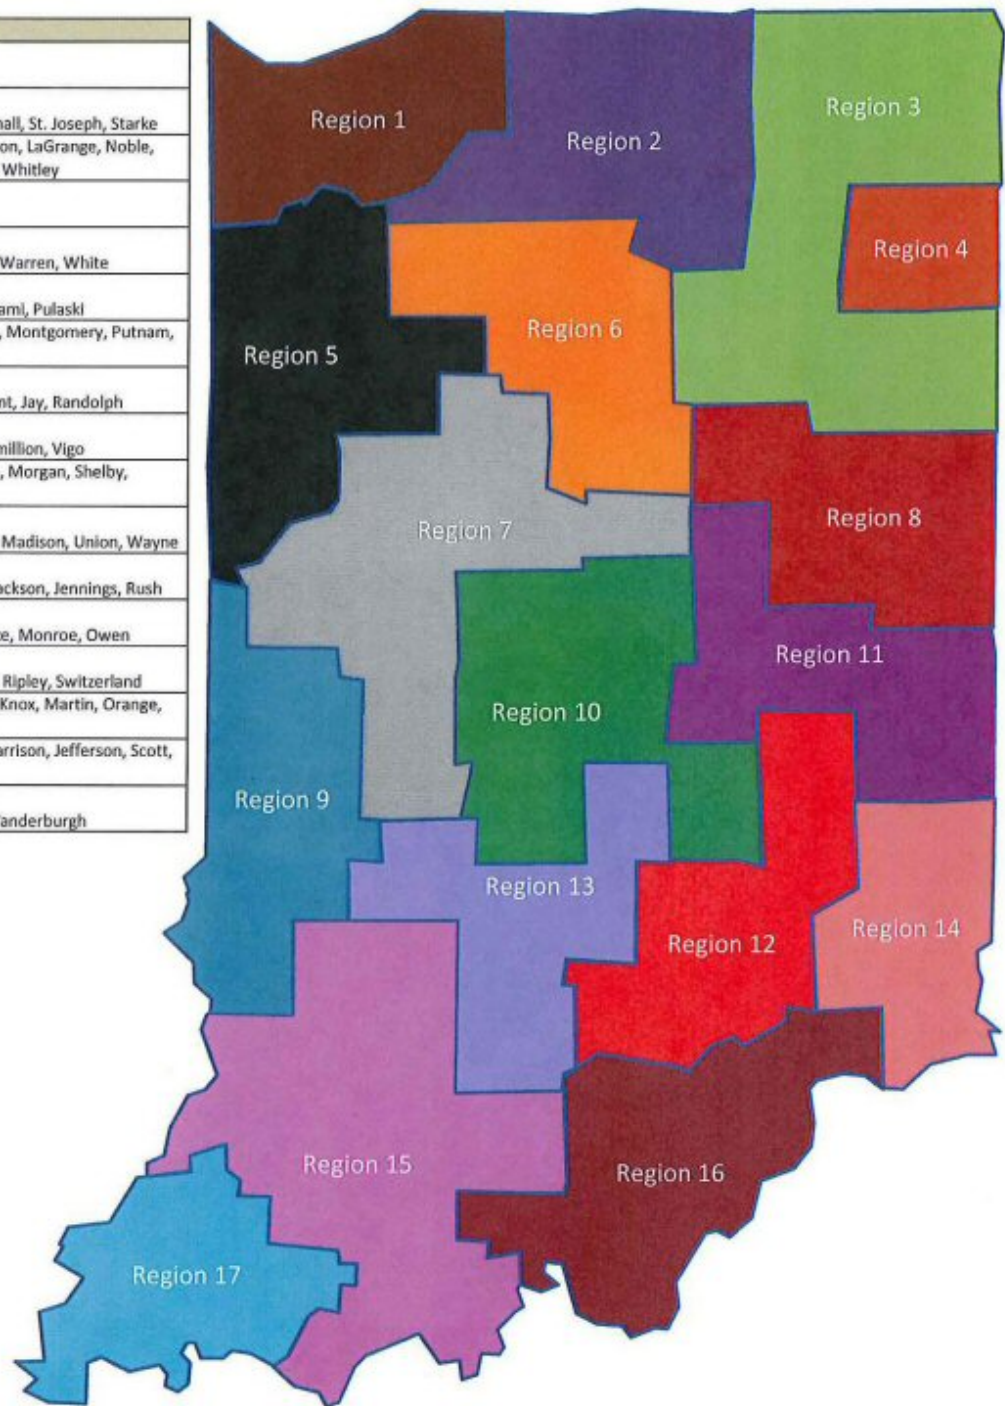 all, St. Joseph, Starke
on, LaGrange, Noble,
Whitley
Warren, White
ami, Pulaski
, Montgomery, Putnam,
nt, Jay, Randolph
million, Vigo
, Morgan, Shelby,
Madison, Union, Wayne
ackson, Jennings, Rush
e, Monroe, Owen
Ripley, Switzerland
Knox, Martin, Orange,
arrison, Jefferson, Scott,
anderburgh
Region 1
Region 2
Region 3
Region 4
Region 5
Region 6
Region 7
Region 8
Region 9
Region 10
Region 11
Region 12
Region 13
Region 14
Region 15
Region 16
Region 17